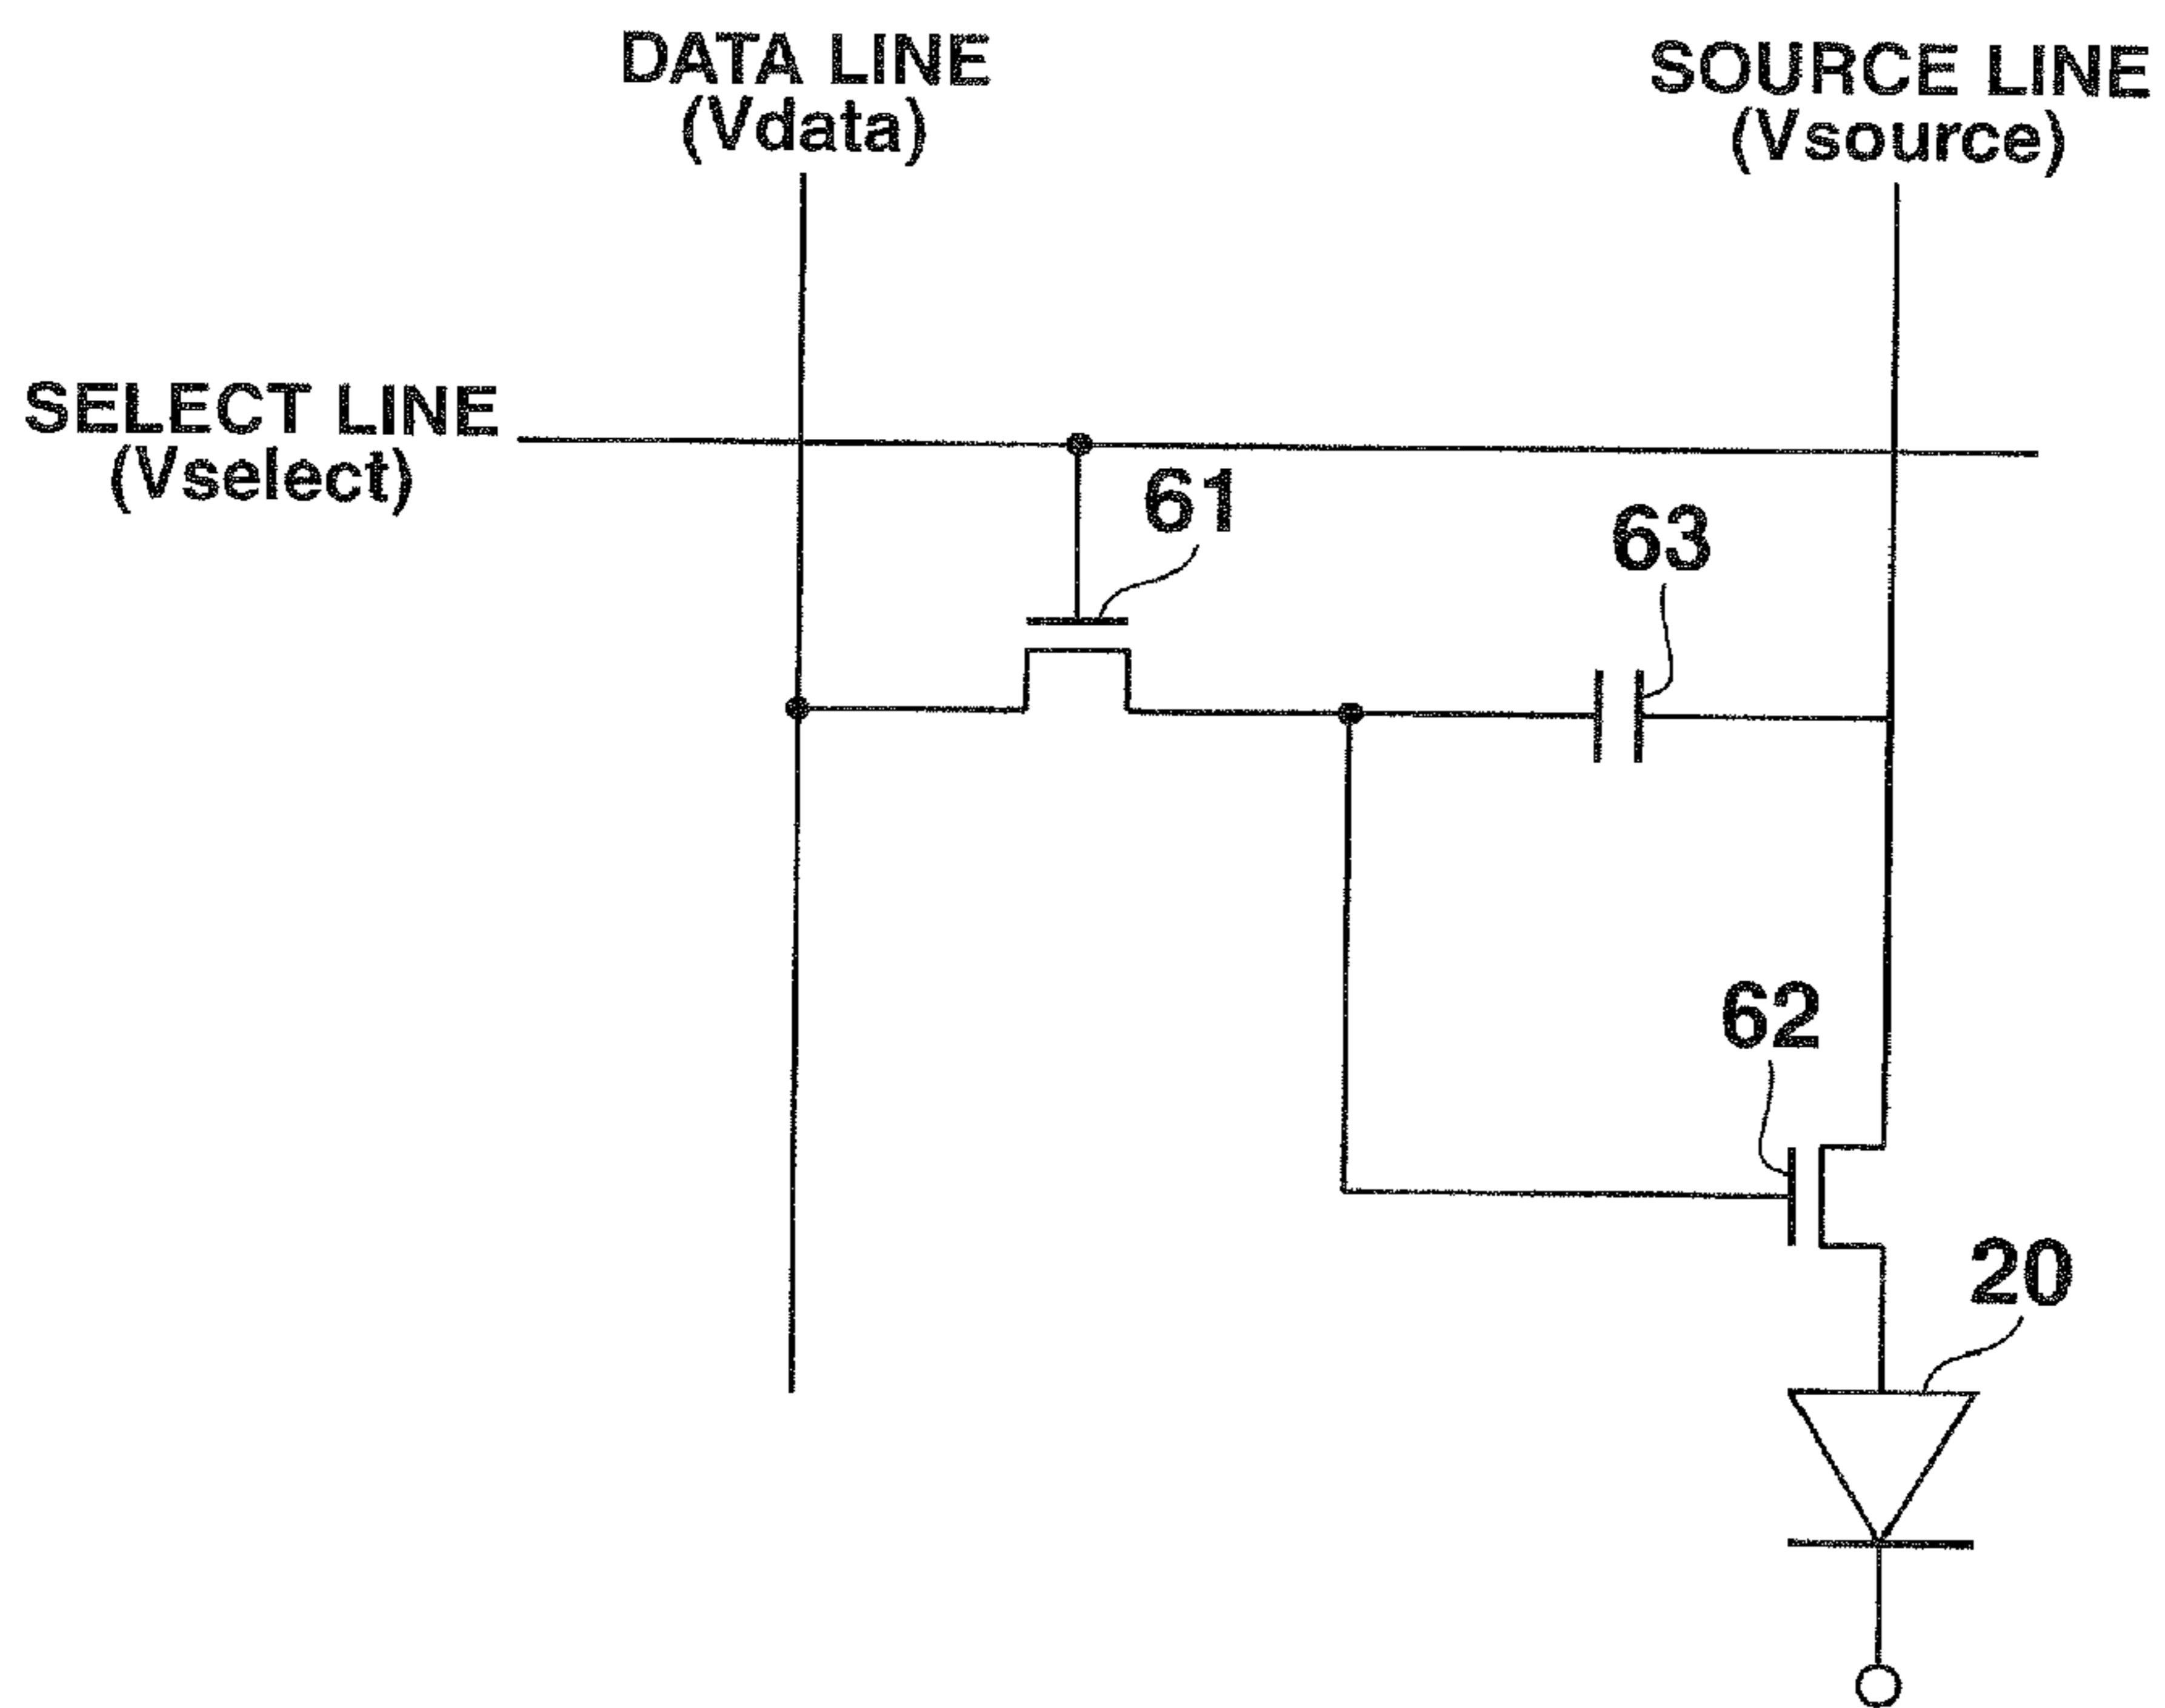 DATA LINE
(Vdata)
SOURCE LINE
(Vsource)
SELECT LINE
(Vselect)
61
63
62
20